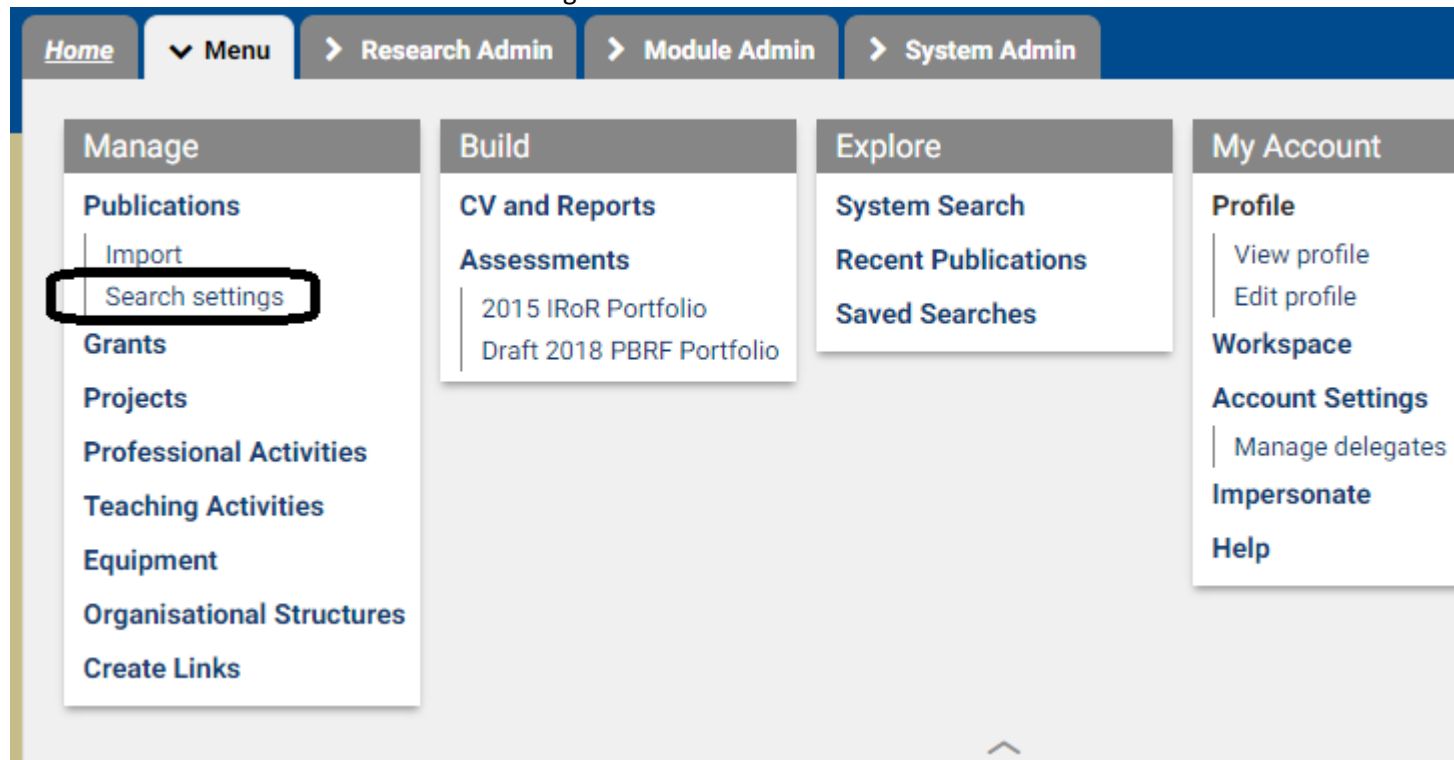 Home
Menu
Research Admin
Module Admin
System Admin
Manage
Publications
Import
Search settings
Grants
Projects
Professional Activities
Teaching Activities
Equipment
Organisational Structures
Create Links
Build
CV and Reports
Assessments
2015 IRoR Portfolio
Draft 2018 PBRF Portfolio
Explore
System Search
Recent Publications
Saved Searches
My Account
Profile
View profile
Edit profile
Workspace
Account Settings
Manage delegates
Impersonate
Help